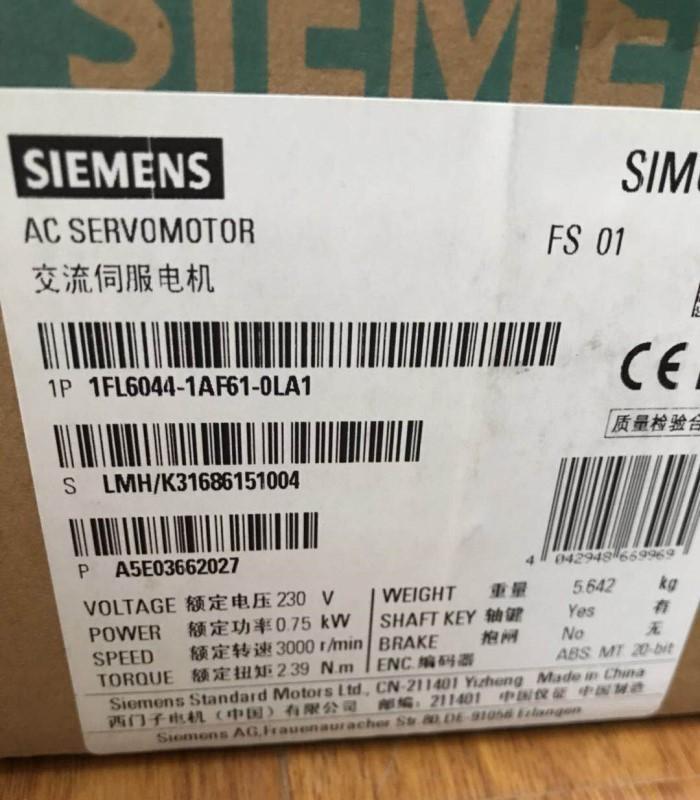 SIEME
SIEMENS
SIM
AC SERVOMOTOR
FS 01
交流伺服电机
CE
1P 1FL6044-1AF61-0LA1
质量检验合
S LMH/K31686151004
4 042948 669969
P A5E03662027
VOLTAGE 额定电压 230 V
POWER 额定功率 0.75 kW
SPEED 额定转速 3000 r/min
TORQUE 额定扭矩 2.39 N.m
WEIGHT 重量 5.642 kg
SHAFT KEY 轴键 Yes 有
BRAKE 抱闸 No 无
ENC. 编码器 ABS. MT. 20-bit
Siemens Standard Motors Ltd., CN-211401 Yizheng Made in China
西门子电机（中国）有限公司 邮编: 211401 中国仪征 中国制造
Siemens AG, Frauenauracher Str. 80, DE-91056 Erlangen